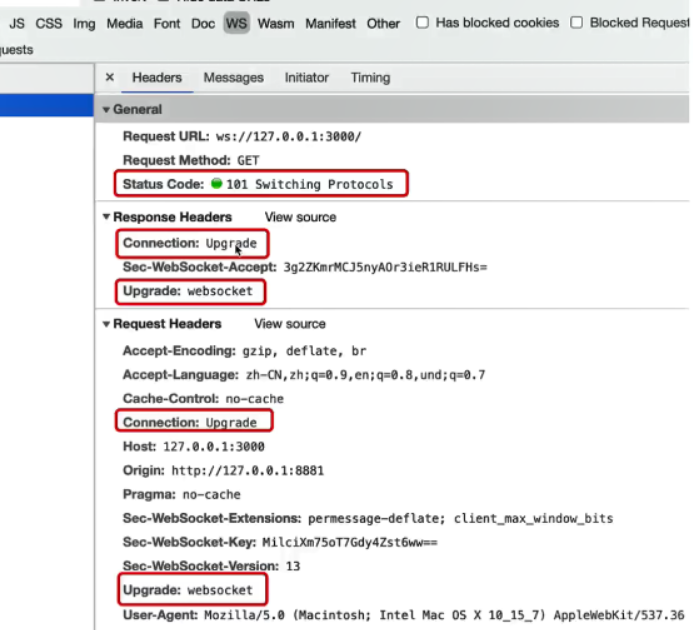 JS CSS Img Media Font Doc WS Wasm Manifest Other Has blocked cookies Blocked Request
uests
× Headers Messages Initiator Timing
▼General
Request URL: ws://127.0.0.1:3000/
Request Method: GET
Status Code: 101 Switching Protocols
▼Response Headers View source
Connection: Upgrade
Sec-WebSocket-Accept: 3g2ZKmrMCJ5nyAOr3ieR1RULFHs=
Upgrade: websocket
▼Request Headers View source
Accept-Encoding: gzip, deflate, br
Accept-Language: zh-CN,zh;q=0.9,en;q=0.8,und;q=0.7
Cache-Control: no-cache
Connection: Upgrade
Host: 127.0.0.1:3000
Origin: http://127.0.0.1:8881
Pragma: no-cache
Sec-WebSocket-Extensions: permessage-deflate; client_max_window_bits
Sec-WebSocket-Key: MilciXm75oT7Gdy4Zst6ww==
Sec-WebSocket-Version: 13
Upgrade: websocket
User-Agent: Mozilla/5.0 (Macintosh; Intel Mac OS X 10_15_7) AppleWebKit/537.36